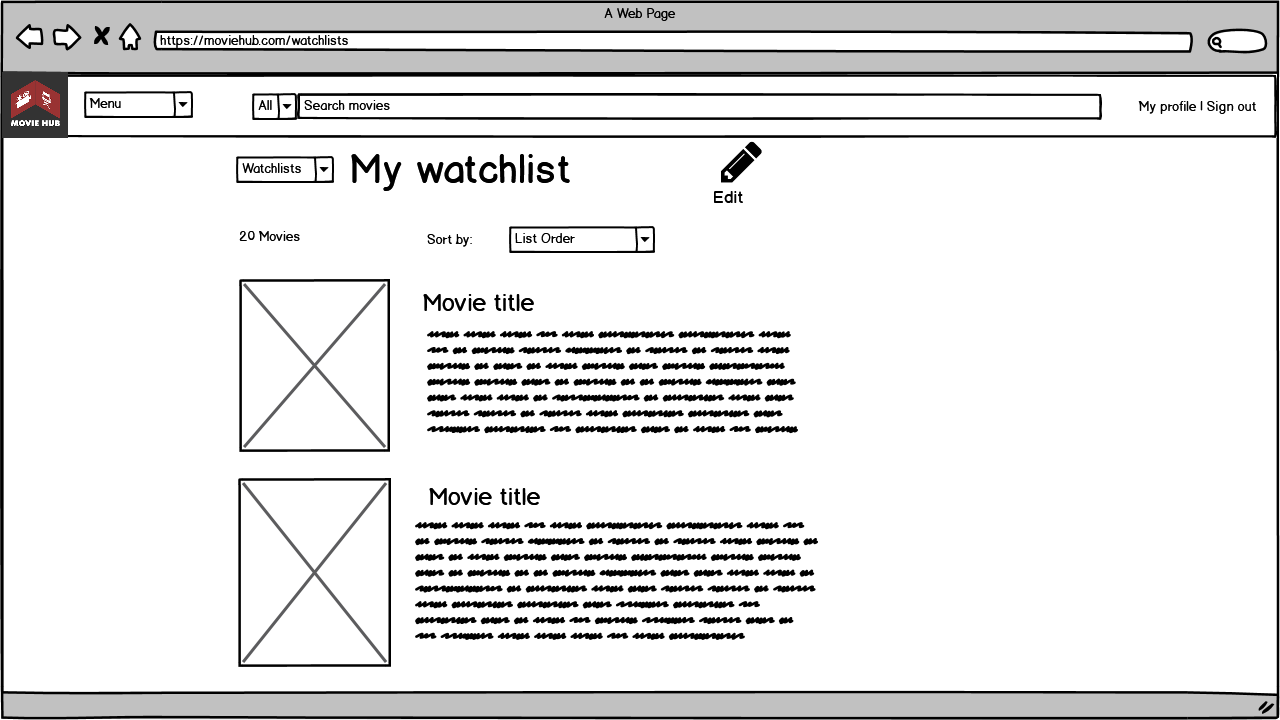 A Web Page
https://moviehub.com/watchlists
MOVIE HUB
Menu
All
Search movies
My profile | Sign out
Watchlists
My watchlist
Edit
20 Movies
Sort by:
List Order
Movie title
Movie title